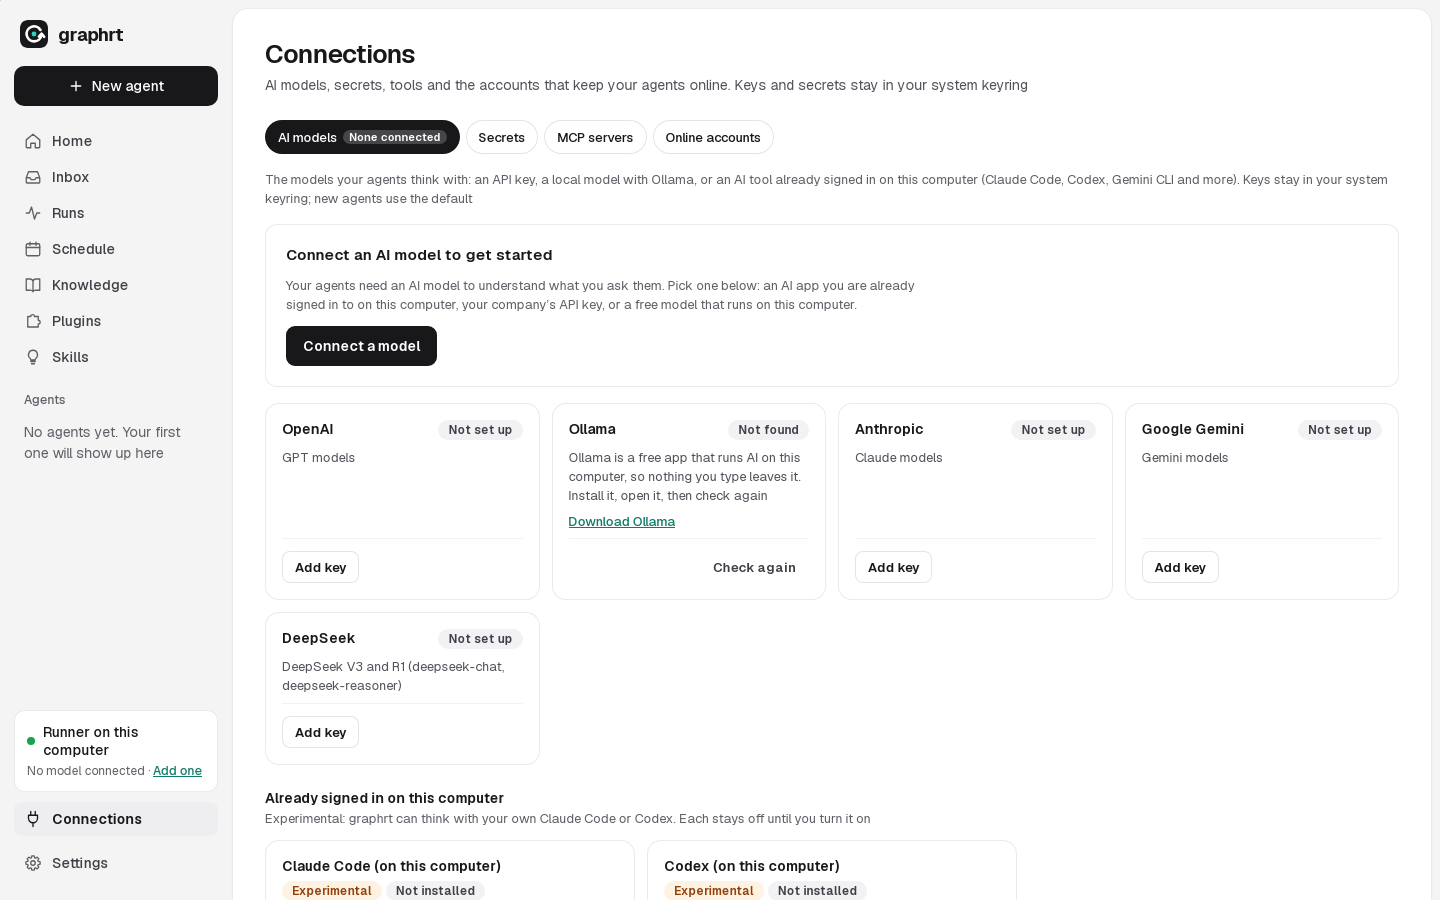 graphrt
New agent
Home
Inbox
Runs
Schedule
Knowledge
Plugins
Skills
Agents
No agents yet. Your first
one will show up here
Runner on this
computer
No model connected · Add one
Connections
Settings
Connections
AI models, secrets, tools and the accounts that keep your agents online. Keys and secrets stay in your system keyring
AI models None connected Secrets MCP servers Online accounts
The models your agents think with: an API key, a local model with Ollama, or an AI tool already signed in on this computer (Claude Code, Codex, Gemini CLI and more). Keys stay in your system
keyring; new agents use the default
Connect an AI model to get started
Your agents need an AI model to understand what you ask them. Pick one below: an AI app you are already
signed in to on this computer, your company's API key, or a free model that runs on this computer.
Connect a model
OpenAI Not set up
GPT models
Add key
Ollama Not found
Ollama is a free app that runs AI on this
computer, so nothing you type leaves it.
Install it, open it, then check again
Download Ollama
Check again
Anthropic Not set up
Claude models
Add key
Google Gemini Not set up
Gemini models
Add key
DeepSeek Not set up
DeepSeek V3 and R1 (deepseek-chat,
deepseek-reasoner)
Add key
Already signed in on this computer
Experimental: graphrt can think with your own Claude Code or Codex. Each stays off until you turn it on
Claude Code (on this computer)
Experimental Not installed
Codex (on this computer)
Experimental Not installed